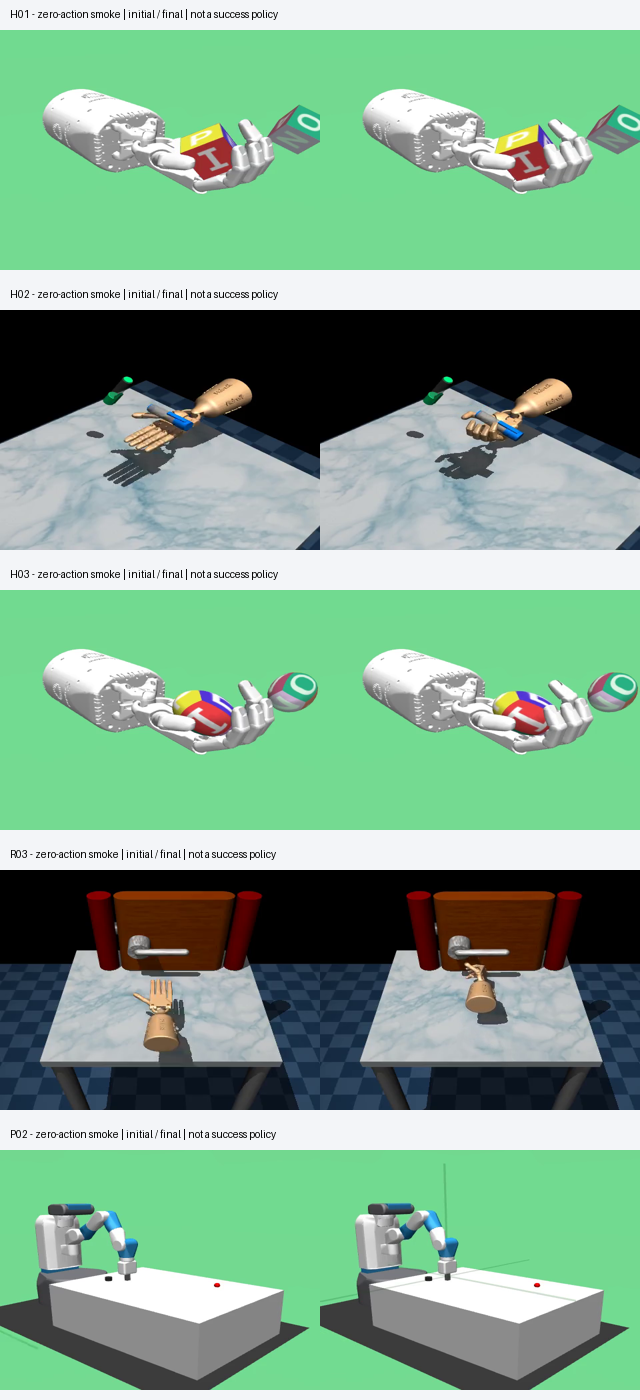 H01 - zero-action smoke | initial / final | not a success policy
P
I
N
O
P
I
N
O
H02 - zero-action smoke | initial / final | not a success policy
H03 - zero-action smoke | initial / final | not a success policy
I
O
I
O
R03 - zero-action smoke | initial / final | not a success policy
P02 - zero-action smoke | initial / final | not a success policy